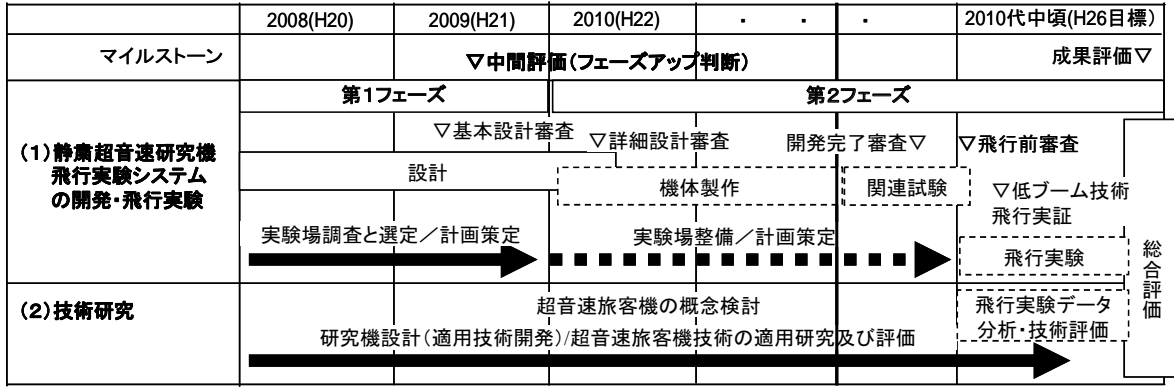 2008(H20) 2009(H21) 2010(H22) ・ ・ ・ 2010代中頃(H26目標)
マイルストーン ▽中間評価(フェーズアップ判断) 成果評価▽
第1フェーズ 第2フェーズ
(1)静粛超音速研究機
飛行実験システム
の開発・飛行実験
▽基本設計審査 ▽詳細設計審査 開発完了審査▽ ▽飛行前審査
設計 機体製作 関連試験
▽低ブーム技術
飛行実証
実験場調査と選定/計画策定 実験場整備/計画策定
飛行実験
総合評価
(2)技術研究
超音速旅客機の概念検討
研究機設計(適用技術開発)/超音速旅客機技術の適用研究及び評価
飛行実験データ
分析・技術評価